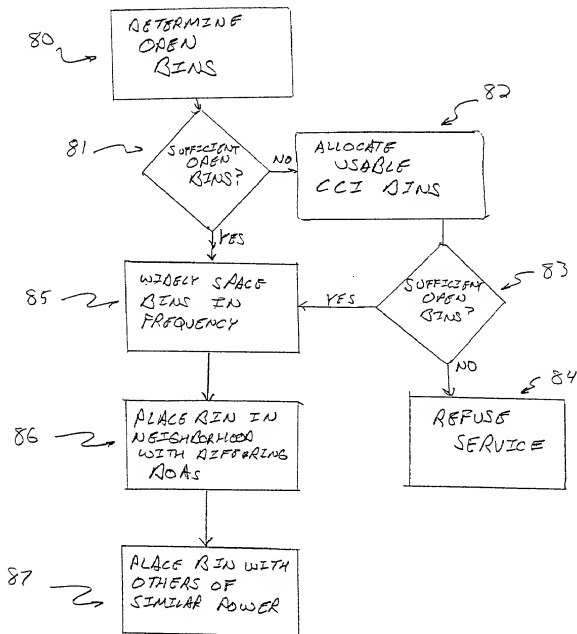 80
DETERMINE
OPEN
BINS
81
SUFFICIENT
OPEN
BINS?
NO
YES
82
ALLOCATE
USABLE
CCI BINS
83
SUFFICIENT
OPEN
BINS?
YES
NO
84
REFUSE
SERVICE
85
WIDELY SPACE
BINS IN
FREQUENCY
86
PLACE BIN IN
NEIGHBORHOOD
WITH DIFFERING
AOAS
87
PLACE BIN WITH
OTHERS OF
SIMILAR POWER